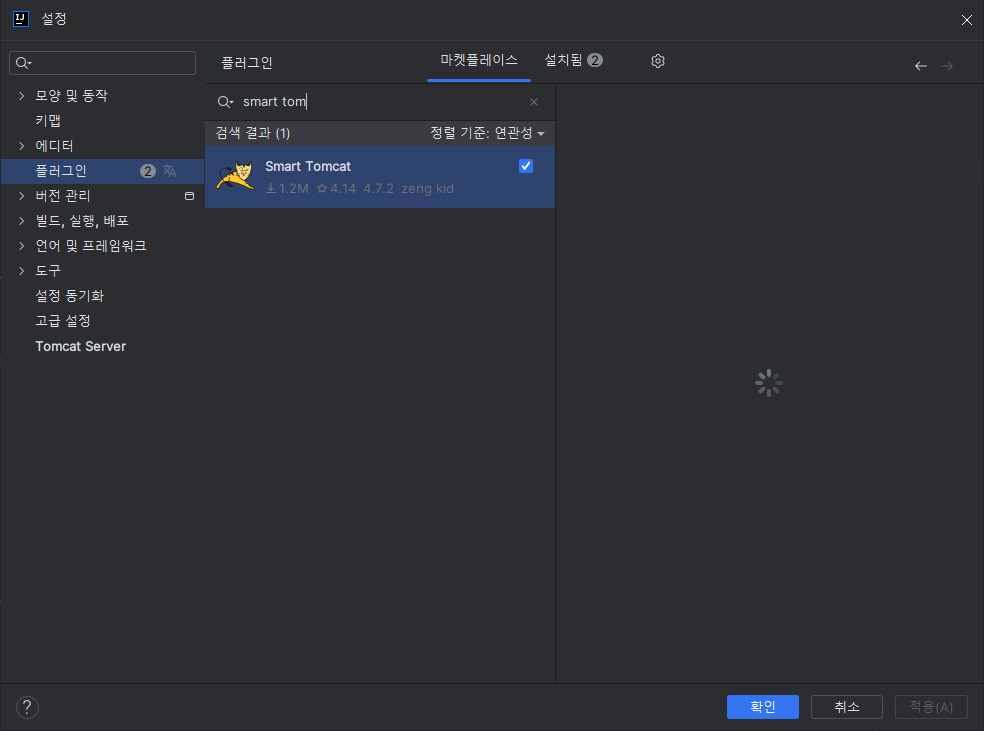 설정
플러그인 마켓플레이스 설치됨 2
모양 및 동작
키맵
에디터
플러그인 2
버전 관리
빌드, 실행, 배포
언어 및 프레임워크
도구
설정 동기화
고급 설정
Tomcat Server
smart tom
검색 결과 (1) 정렬 기준: 연관성
Smart Tomcat
1.2M 4.14 4.7.2 zeng kid
? 확인 취소 적용(A)